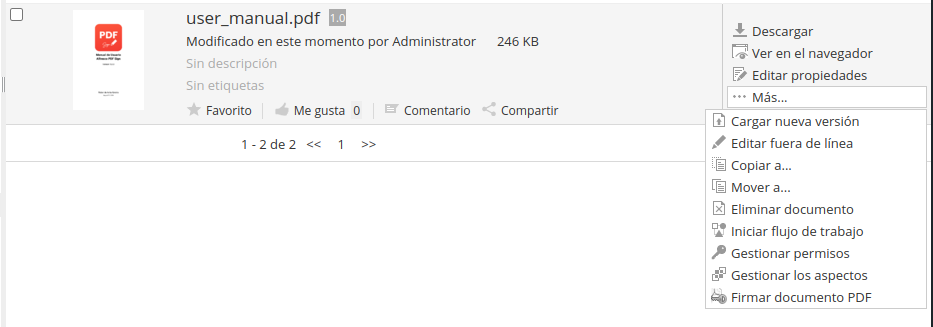 user_manual.pdf 1.0
Modificado en este momento por Administrator 246 KB
Sin descripción
Sin etiquetas
Favorito Me gusta 0 Comentario Compartir
1 - 2 de 2 << 1 >>
PDF
Descargar
Ver en el navegador
Editar propiedades
Más...
Cargar nueva versión
Editar fuera de línea
Copiar a...
Mover a...
Eliminar documento
Iniciar flujo de trabajo
Gestionar permisos
Gestionar los aspectos
Firmar documento PDF